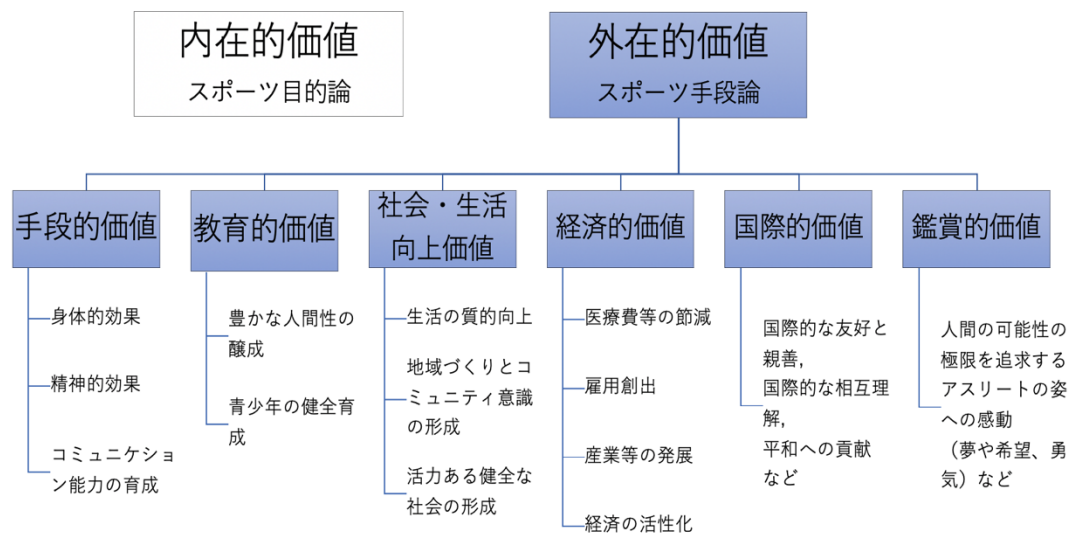 内在的価値
スポーツ目的論
外在的価値
スポーツ手段論
手段的価値
身体的効果
精神的効果
コミュニケショ
ン能力の育成
教育的価値
豊かな人間性の
醸成
青少年の健全育
成
社会・生活
向上価値
生活の質的向上
地域づくりとコ
ミュニティ意識
の形成
活力ある健全な
社会の形成
経済的価値
医療費等の節減
雇用創出
産業等の発展
経済の活性化
国際的価値
国際的な友好と
親善,
国際的な相互理
解,
平和への貢献
など
鑑賞的価値
人間の可能性の
極限を追求する
アスリートの姿
への感動
（夢や希望、勇
気）など